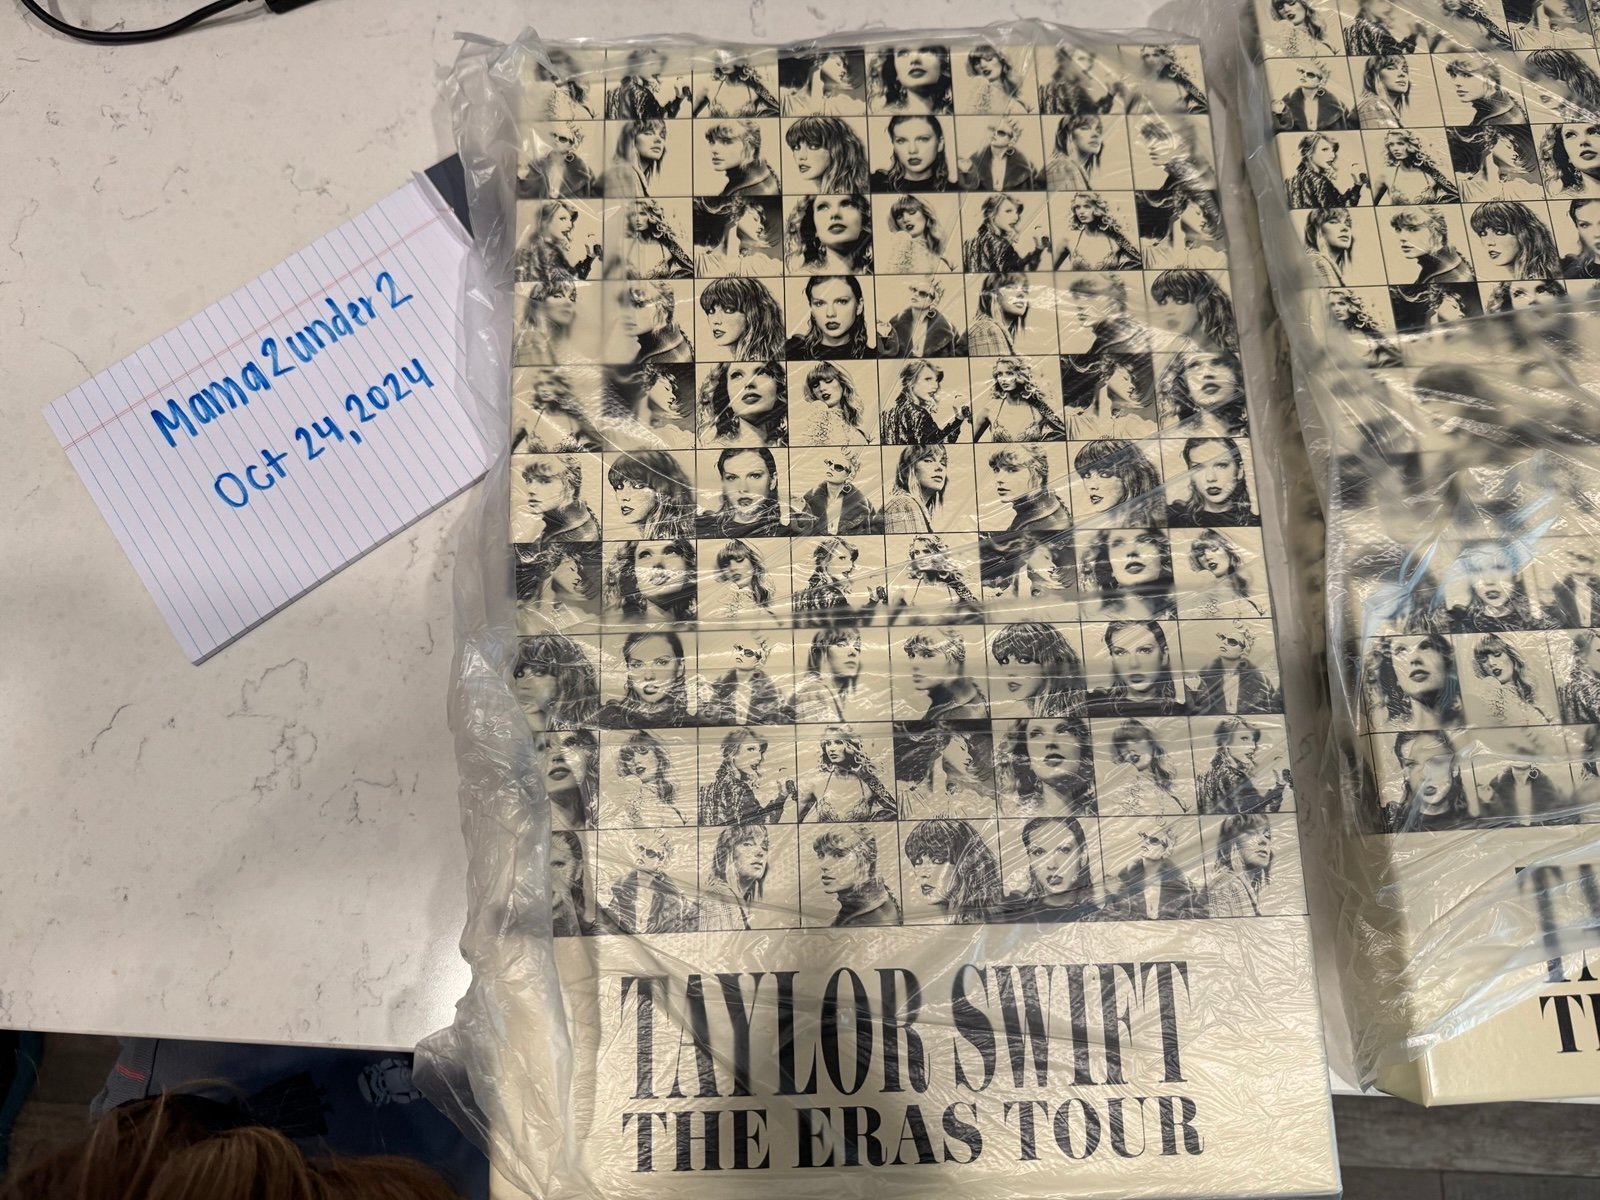 Mama2under2
Oct 24, 2024
TAYLOR SWIFT
THE ERAS TOUR